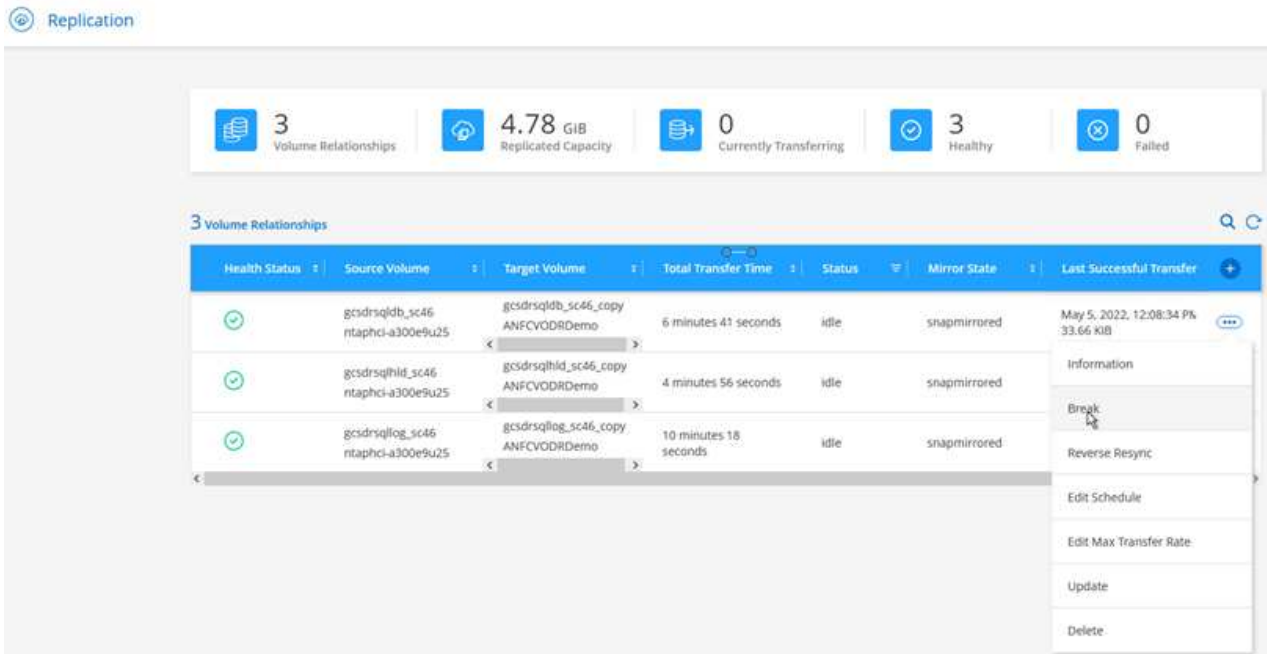 Replication
3
Volume Relationships
4.78 GiB
Replicated Capacity
0
Currently Transferring
3
Healthy
0
Failed
3 Volume Relationships
Health Status
Source Volume
Target Volume
Total Transfer Time
Status
Mirror State
Last Successful Transfer
gcsdrsqldb_sc46
ntaphci-a300e9u25
gcsdrsqldb_sc46_copy
ANFCVODRDemo
6 minutes 41 seconds
idle
snapmirrored
May 5, 2022, 12:08:34 PM
33.66 KiB
gcsdrsqlhld_sc46
ntaphci-a300e9u25
gcsdrsqlhld_sc46_copy
ANFCVODRDemo
4 minutes 56 seconds
idle
snapmirrored
gcsdrsqllog_sc46
ntaphci-a300e9u25
gcsdrsqllog_sc46_copy
ANFCVODRDemo
10 minutes 18
seconds
idle
snapmirrored
Information
Break
Reverse Resync
Edit Schedule
Edit Max Transfer Rate
Update
Delete